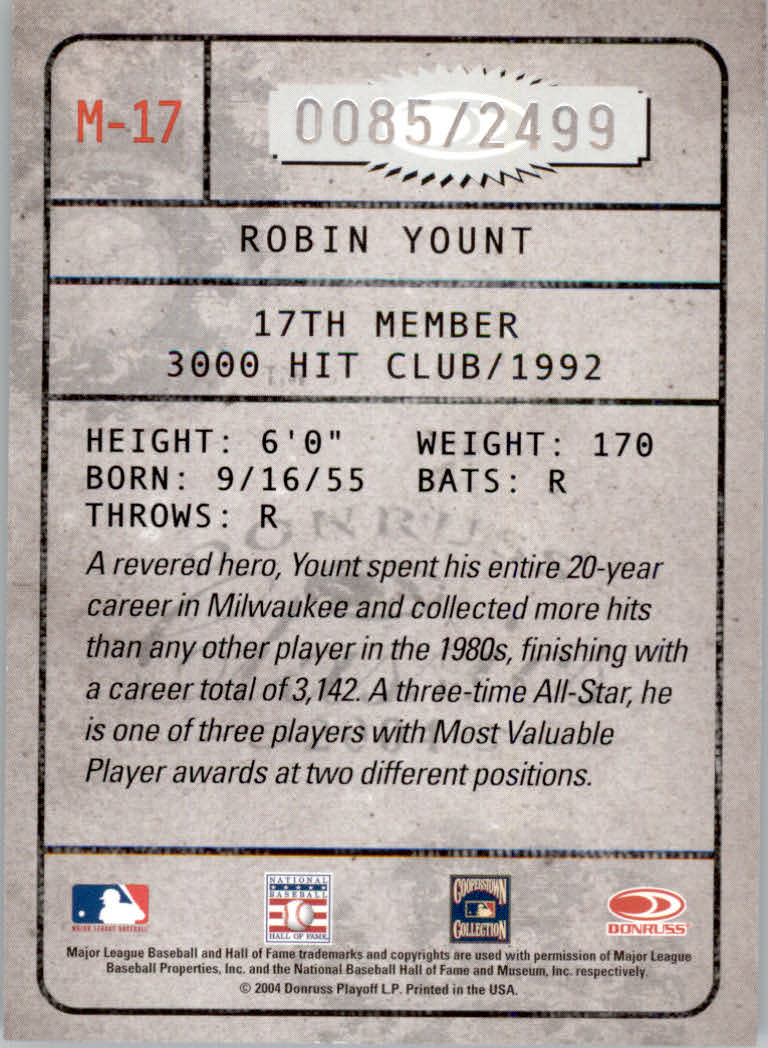 M-17
0085/2499
ROBIN YOUNT
17TH MEMBER
3000 HIT CLUB/1992
HEIGHT: 6'0" WEIGHT: 170
BORN: 9/16/55 BATS: R
THROWS: R
DONRUSS
A revered hero, Yount spent his entire 20-year
career in Milwaukee and collected more hits
than any other player in the 1980s, finishing with
a career total of 3,142. A three-time All-Star, he
is one of three players with Most Valuable
Player awards at two different positions.
MAJOR LEAGUE BASEBALL
NATIONAL
BASEBALL
HALL OF FAME
COOPERSTOWN
COLLECTION
DONRUSS
Major League Baseball and Hall of Fame trademarks and copyrights are used with permission of Major League
Baseball Properties, Inc. and the National Baseball Hall of Fame and Museum, Inc. respectively.
© 2004 Donruss Playoff L.P. Printed in the USA.